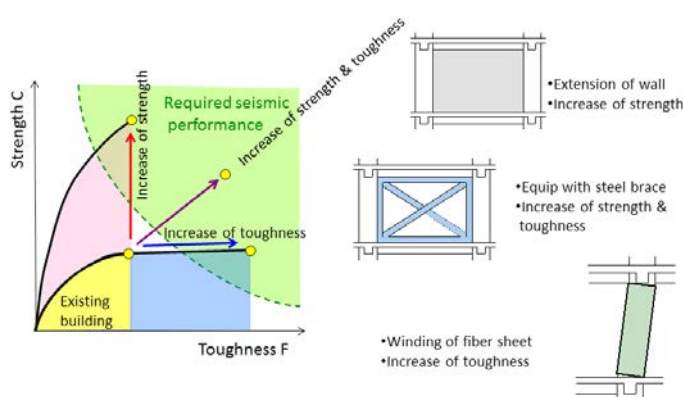 Strength C
Required seismic
performance
Increase of strength
Increase of strength & toughness
Increase of toughness
Existing
building
Toughness F
•Extension of wall
•Increase of strength
•Equip with steel brace
•Increase of strength &
toughness
•Winding of fiber sheet
•Increase of toughness